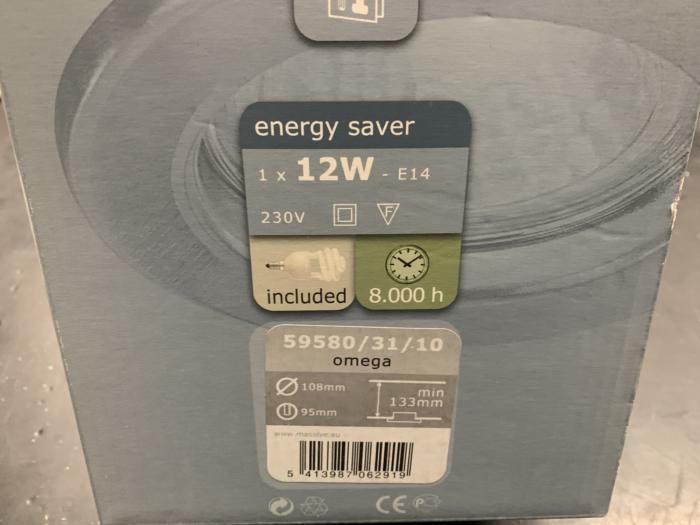 energy saver
1 x 12W - E14
230V F
included 8.000 h
59580/31/10
omega
108mm
min
133mm
95mm
www.massive.eu
5 413987 062919
CE